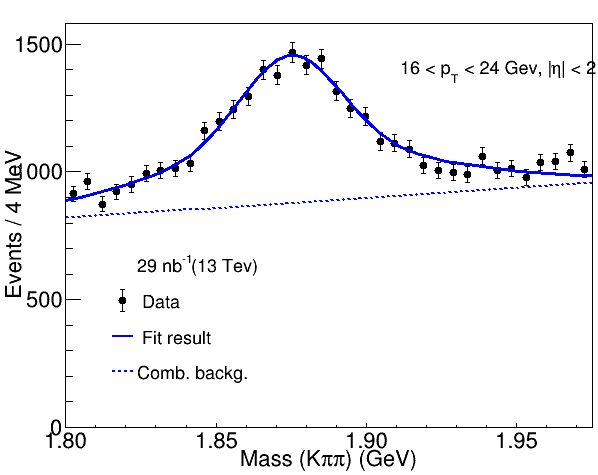 1500
16 < p_T < 24 Gev, |η| < 2
1000
Events / 4 MeV
29 nb⁻¹(13 Tev)
500
Data
Fit result
Comb. backg.
0
1.80 1.85 1.90 1.95
Mass (Kππ) (GeV)